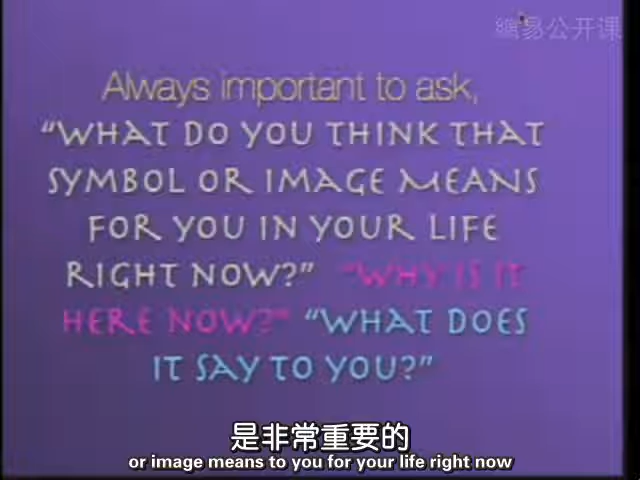 網易公开课
Always important to ask,
"WHAT DO YOU THINK THAT
SYMBOL OR IMAGE MEANS
FOR YOU IN YOUR LIFE
RIGHT NOW?" "WHY IS IT
HERE NOW?" "WHAT DOES
IT SAY TO YOU?"
是非常重要的
or image means to you for your life right now